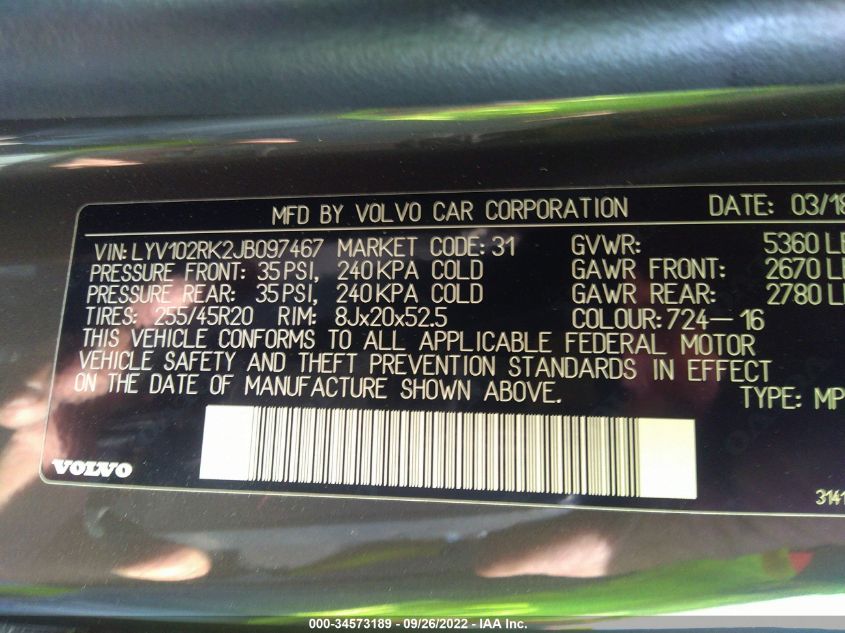 MFD BY VOLVO CAR CORPORATION DATE: 03/18
VIN: LYV102RK2JB097467 MARKET CODE: 31 GVWR: 5360 LB
PRESSURE FRONT: 35 PSI, 240 KPA COLD GAWR FRONT: 2670 LB
PRESSURE REAR: 35 PSI, 240 KPA COLD GAWR REAR: 2780 LB
TIRES: 255/45R20 RIM: 8Jx20x52.5 COLOUR: 724-16
THIS VEHICLE CONFORMS TO ALL APPLICABLE FEDERAL MOTOR
VEHICLE SAFETY AND THEFT PREVENTION STANDARDS IN EFFECT
ON THE DATE OF MANUFACTURE SHOWN ABOVE.
TYPE: MP
VOLVO
3141
000-34573189 - 09/26/2022 - IAA Inc.